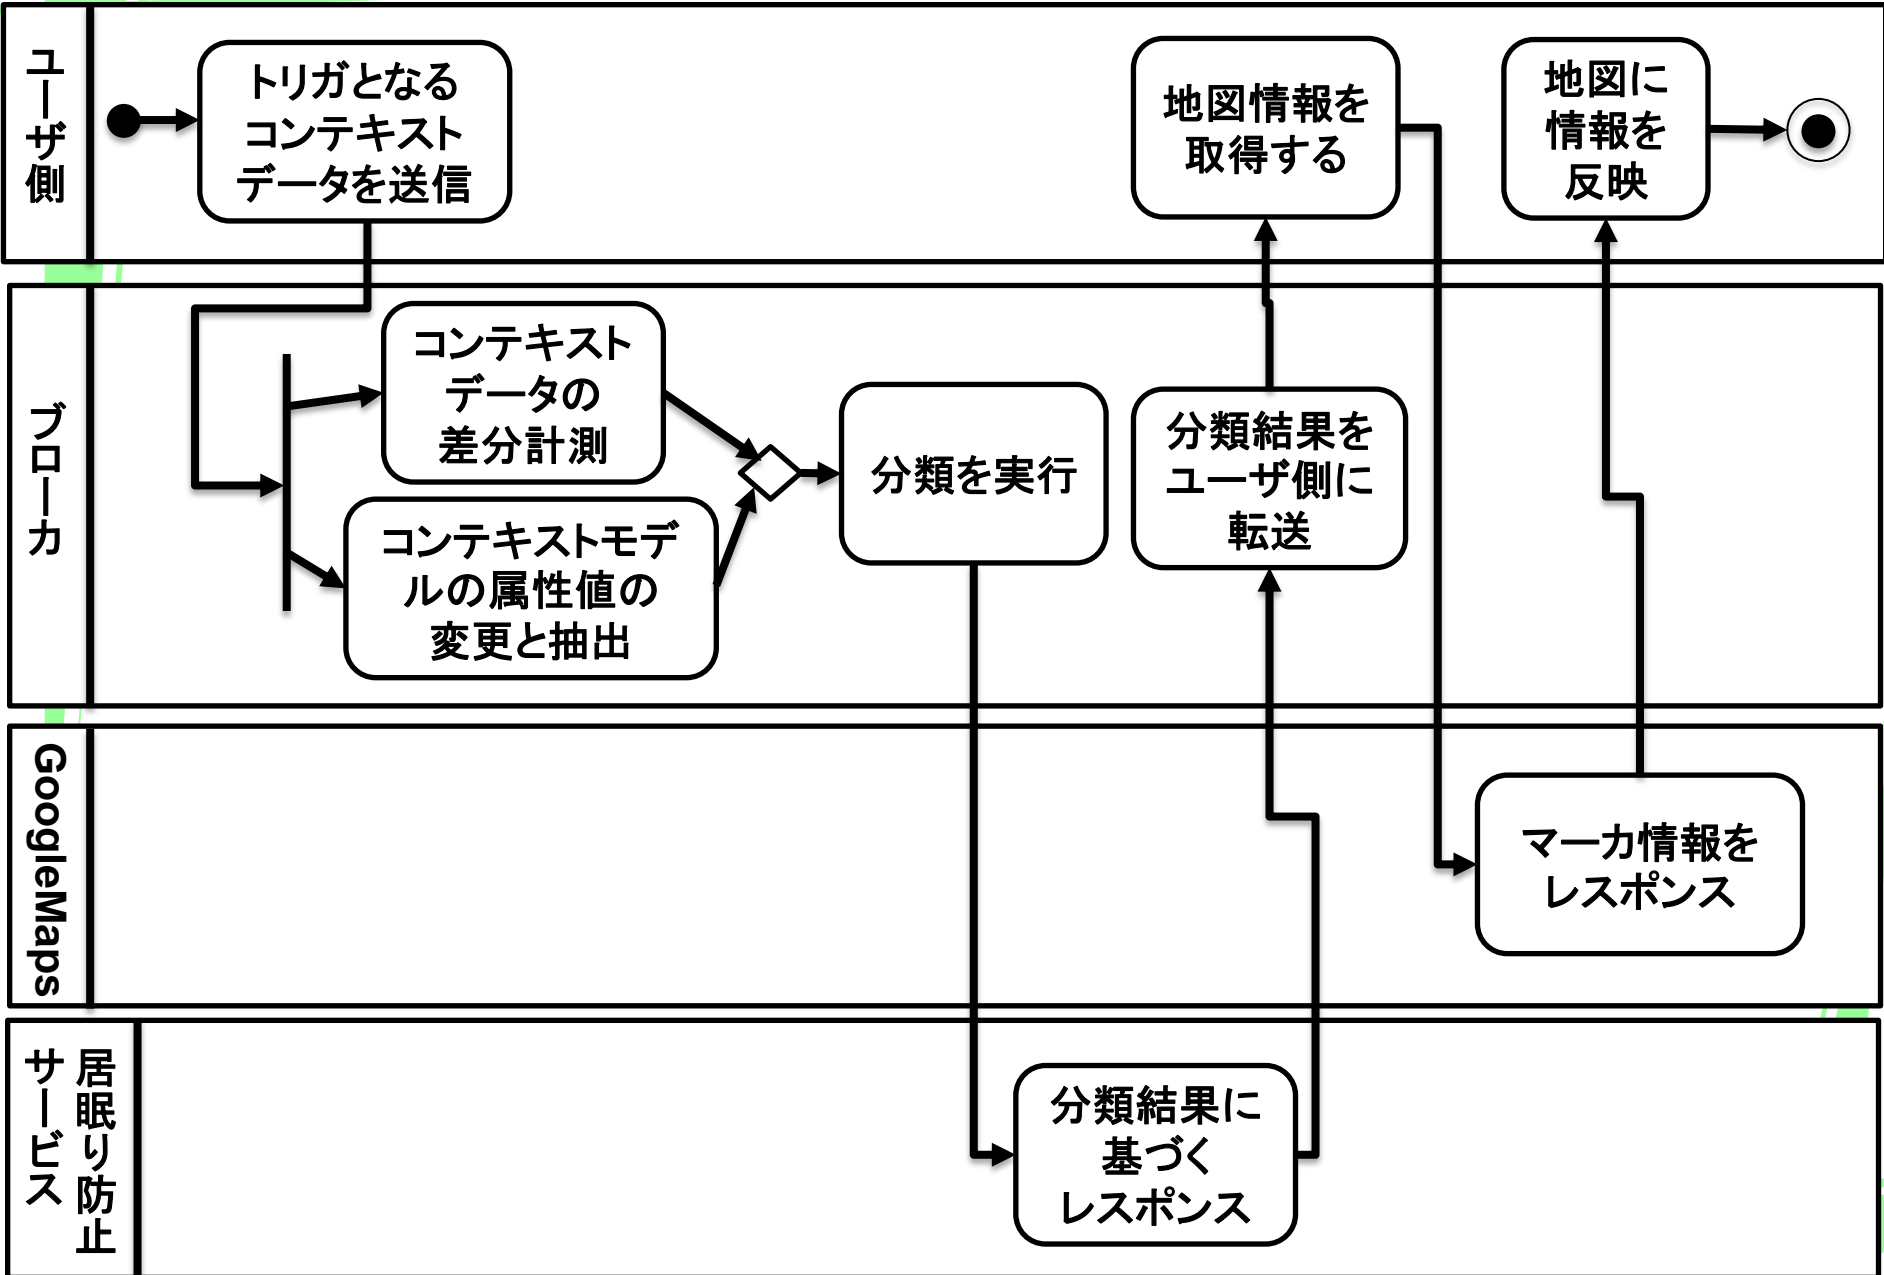 ユーザ側
トリガとなる
コンテキスト
データを送信
地図情報を
取得する
地図に
情報を
反映
ブローカ
コンテキスト
データの
差分計測
コンテキストモデ
ルの属性値の
変更と抽出
分類を実行
分類結果を
ユーザ側に
転送
GoogleMaps
マーカ情報を
レスポンス
居眠り防止
サービス
分類結果に
基づく
レスポンス